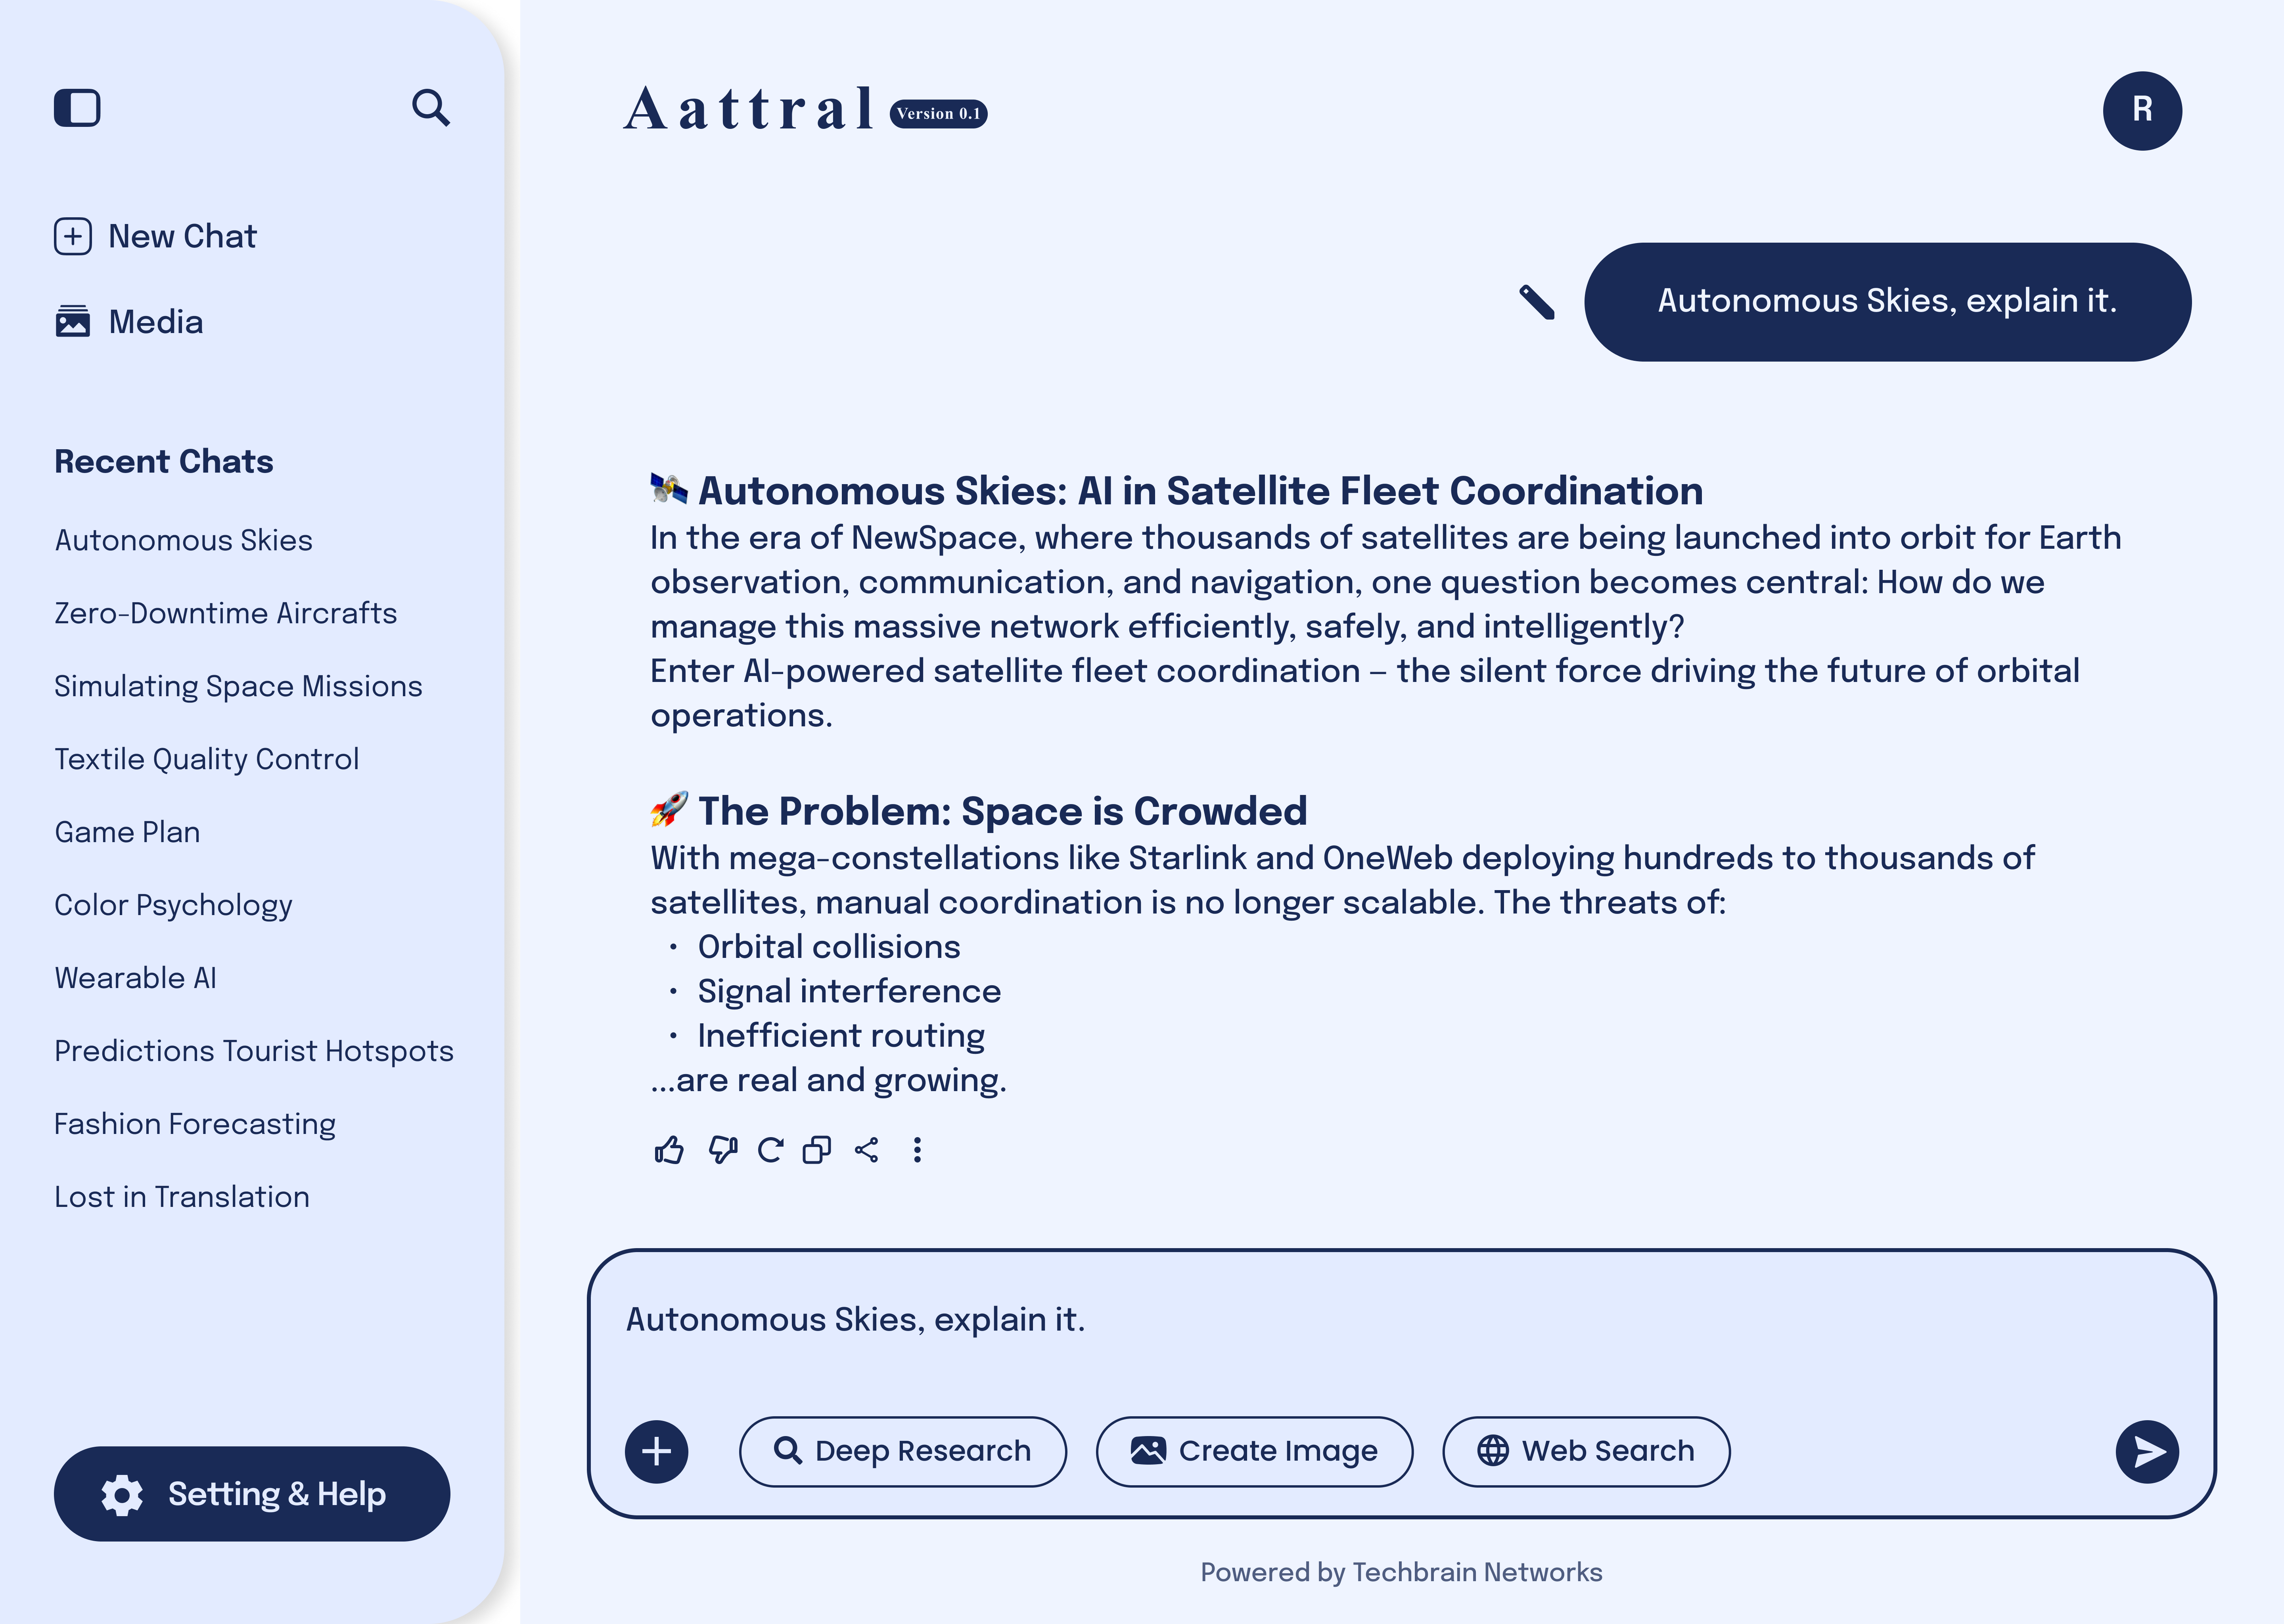 New Chat
Media
Recent Chats
Autonomous Skies
Zero-Downtime Aircrafts
Simulating Space Missions
Textile Quality Control
Game Plan
Color Psychology
Wearable AI
Predictions Tourist Hotspots
Fashion Forecasting
Lost in Translation
Setting & Help
Aattral Version 0.1
R
Autonomous Skies, explain it.
🛰️ Autonomous Skies: AI in Satellite Fleet Coordination
In the era of NewSpace, where thousands of satellites are being launched into orbit for Earth
observation, communication, and navigation, one question becomes central: How do we
manage this massive network efficiently, safely, and intelligently?
Enter AI-powered satellite fleet coordination — the silent force driving the future of orbital
operations.
🚀 The Problem: Space is Crowded
With mega-constellations like Starlink and OneWeb deploying hundreds to thousands of
satellites, manual coordination is no longer scalable. The threats of:
• Orbital collisions
• Signal interference
• Inefficient routing
...are real and growing.
Autonomous Skies, explain it.
Deep Research
Create Image
Web Search
Powered by Techbrain Networks